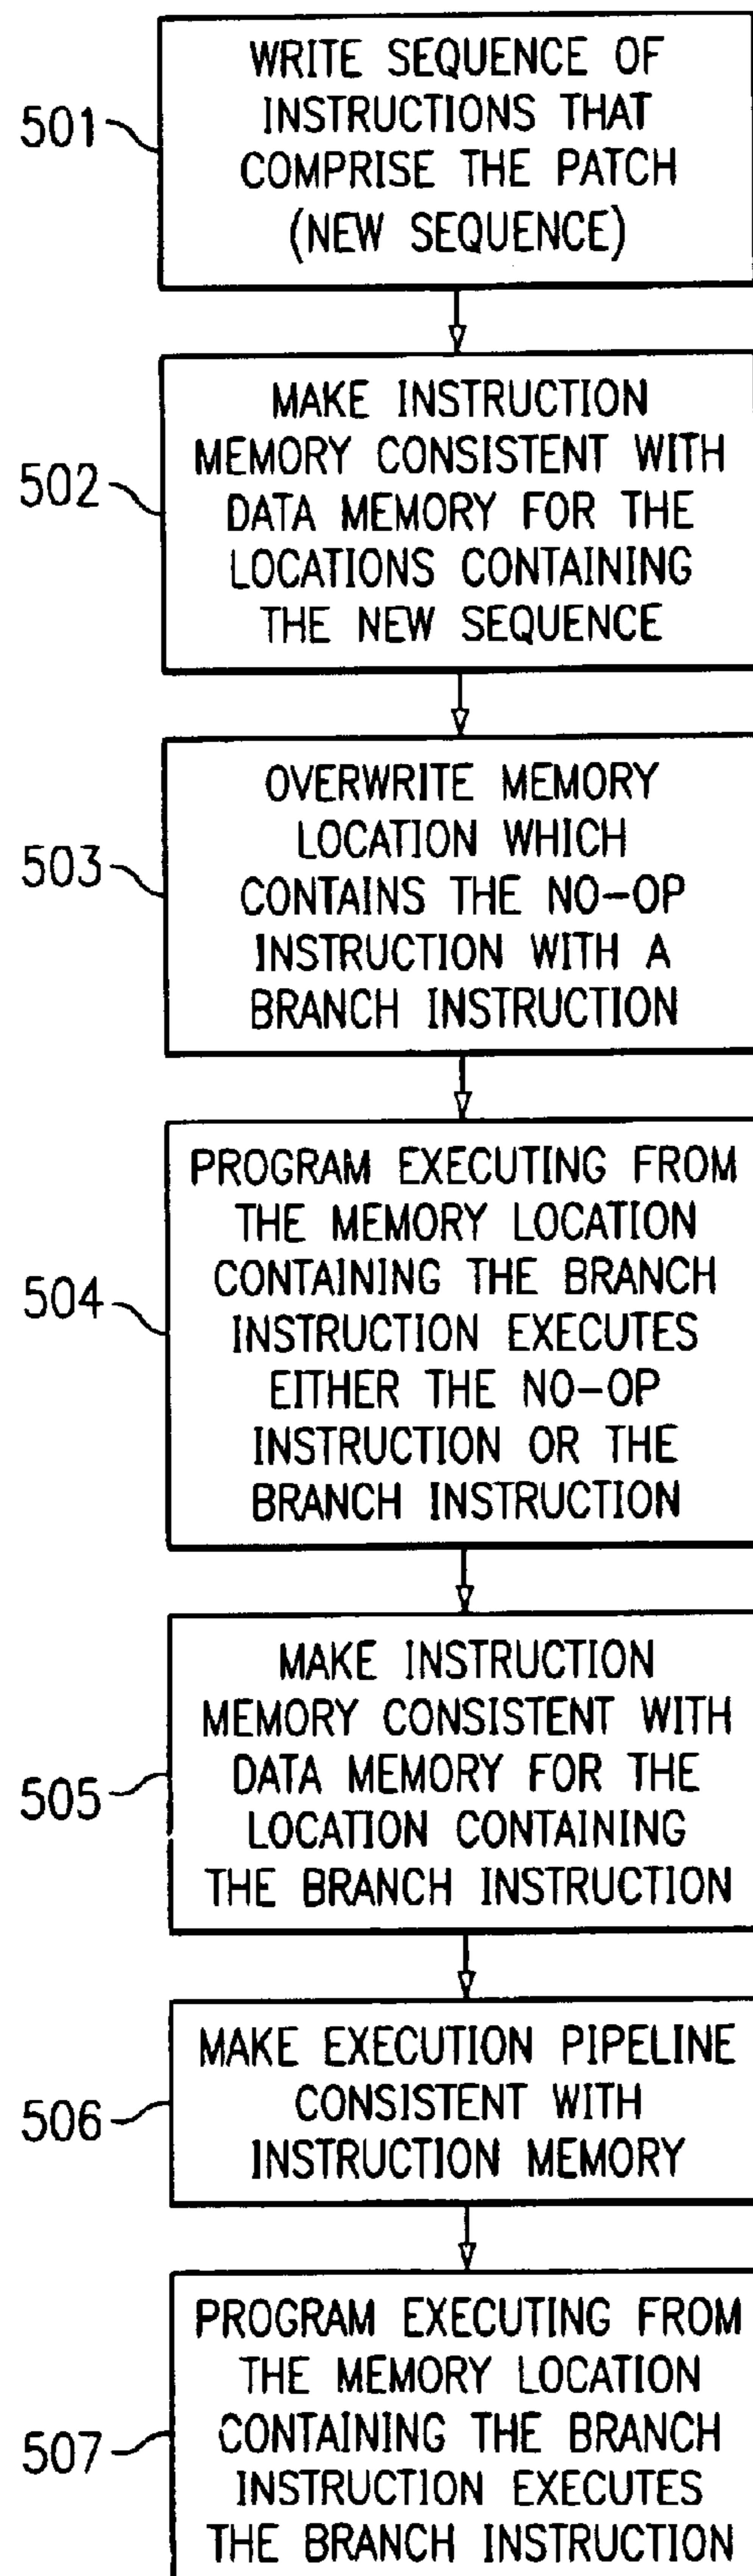 501
WRITE SEQUENCE OF
INSTRUCTIONS THAT
COMPRISE THE PATCH
(NEW SEQUENCE)
502
MAKE INSTRUCTION
MEMORY CONSISTENT WITH
DATA MEMORY FOR THE
LOCATIONS CONTAINING
THE NEW SEQUENCE
503
OVERWRITE MEMORY
LOCATION WHICH
CONTAINS THE NO-OP
INSTRUCTION WITH A
BRANCH INSTRUCTION
504
PROGRAM EXECUTING FROM
THE MEMORY LOCATION
CONTAINING THE BRANCH
INSTRUCTION EXECUTES
EITHER THE NO-OP
INSTRUCTION OR THE
BRANCH INSTRUCTION
505
MAKE INSTRUCTION
MEMORY CONSISTENT WITH
DATA MEMORY FOR THE
LOCATION CONTAINING
THE BRANCH INSTRUCTION
506
MAKE EXECUTION PIPELINE
CONSISTENT WITH
INSTRUCTION MEMORY
507
PROGRAM EXECUTING FROM
THE MEMORY LOCATION
CONTAINING THE BRANCH
INSTRUCTION EXECUTES
THE BRANCH INSTRUCTION